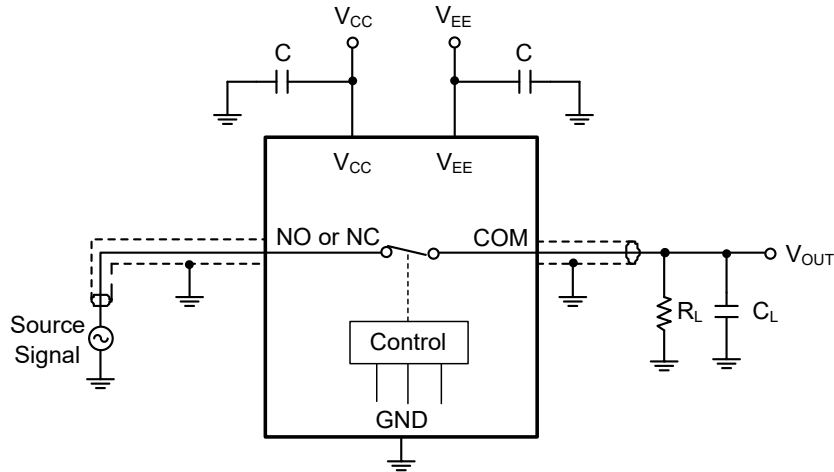 VCC VEE
C C
VCC VEE
NO or NC COM
VOUT
Source
Signal
Control
RL CL
GND